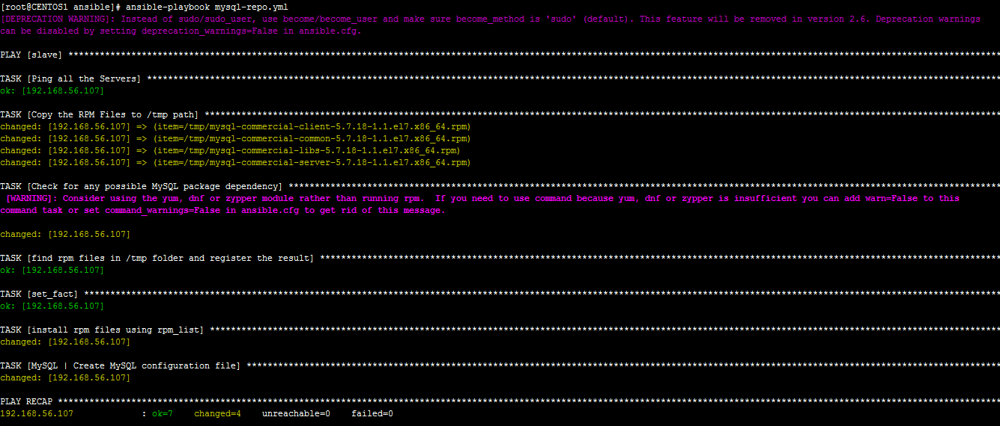 [root@CENTOS1 ansible]# ansible-playbook mysql-repo.yml
[DEPRECATION WARNING]: Instead of sudo/sudo_user, use become/become_user and make sure become_method is 'sudo' (default). This feature will be removed in version 2.6. Deprecation warnings
can be disabled by setting deprecation_warnings=False in ansible.cfg.
PLAY [slave] **********************************************************************************************************************************************************************************
TASK [Ping all the Servers] *******************************************************************************************************************************************************************
ok: [192.168.56.107]
TASK [Copy the RPM Files to /tmp path] ********************************************************************************************************************************************************
changed: [192.168.56.107] => (item=/tmp/mysql-commercial-client-5.7.18-1.1.el7.x86_64.rpm)
changed: [192.168.56.107] => (item=/tmp/mysql-commercial-common-5.7.18-1.1.el7.x86_64.rpm)
changed: [192.168.56.107] => (item=/tmp/mysql-commercial-libs-5.7.18-1.1.el7.x86_64.rpm)
changed: [192.168.56.107] => (item=/tmp/mysql-commercial-server-5.7.18-1.1.el7.x86_64.rpm)
TASK [Check for any possible MySQL package dependency] ****************************************************************************************************************************************
[WARNING]: Consider using the yum, dnf or zypper module rather than running rpm.  If you need to use command because yum, dnf or zypper is insufficient you can add warn=False to this
command task or set command_warnings=False in ansible.cfg to get rid of this message.
changed: [192.168.56.107]
TASK [find rpm files in /tmp folder and register the result] **********************************************************************************************************************************
ok: [192.168.56.107]
TASK [set_fact] *******************************************************************************************************************************************************************************
ok: [192.168.56.107]
TASK [install rpm files using rpm_list] *******************************************************************************************************************************************************
changed: [192.168.56.107]
TASK [MySQL | Create MySQL configuration file] ************************************************************************************************************************************************
changed: [192.168.56.107]
PLAY RECAP ************************************************************************************************************************************************************************************
192.168.56.107             : ok=7    changed=4    unreachable=0    failed=0